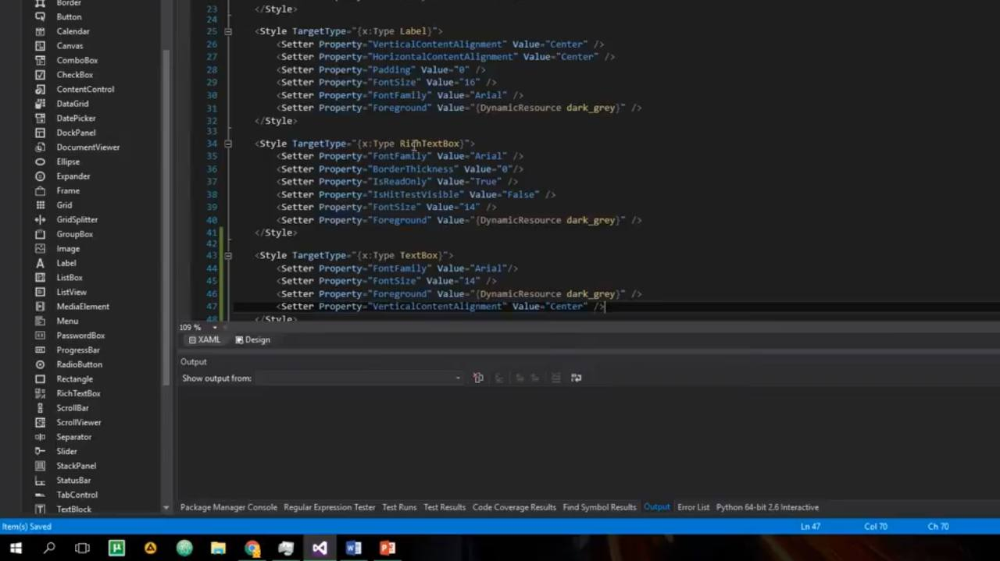 Border
Button
Calendar
Canvas
ComboBox
CheckBox
ContentControl
DataGrid
DatePicker
DockPanel
DocumentViewer
Ellipse
Expander
Frame
Grid
GridSplitter
GroupBox
Image
Label
ListBox
ListView
MediaElement
Menu
PasswordBox
ProgressBar
RadioButton
Rectangle
RichTextBox
ScrollBar
ScrollViewer
Separator
Slider
StackPanel
StatusBar
TabControl
TextBlock
23 </Style>
24
25 <Style TargetType="{x:Type Label}">
26 <Setter Property="VerticalContentAlignment" Value="Center" />
27 <Setter Property="HorizontalContentAlignment" Value="Center" />
28 <Setter Property="Padding" Value="0" />
29 <Setter Property="FontSize" Value="16" />
30 <Setter Property="FontFamily" Value="Arial" />
31 <Setter Property="Foreground" Value="{DynamicResource dark_grey}" />
32 </Style>
33
34 <Style TargetType="{x:Type RichTextBox}">
35 <Setter Property="FontFamily" Value="Arial" />
36 <Setter Property="BorderThickness" Value="0"/>
37 <Setter Property="IsReadOnly" Value="True" />
38 <Setter Property="IsHitTestVisible" Value="False" />
39 <Setter Property="FontSize" Value="14" />
40 <Setter Property="Foreground" Value="{DynamicResource dark_grey}" />
41 </Style>
42
43 <Style TargetType="{x:Type TextBox}">
44 <Setter Property="FontFamily" Value="Arial"/>
45 <Setter Property="FontSize" Value="14" />
46 <Setter Property="Foreground" Value="{DynamicResource dark_grey}" />
47 <Setter Property="VerticalContentAlignment" Value="Center" />
48 </Style>
109 %
XAML Design
Output
Show output from:
Package Manager Console Regular Expression Tester Test Runs Test Results Code Coverage Results Find Symbol Results Output Error List Python 64-bit 2.6 Interactive
Item(s) Saved Ln 47 Col 70 Ch 70